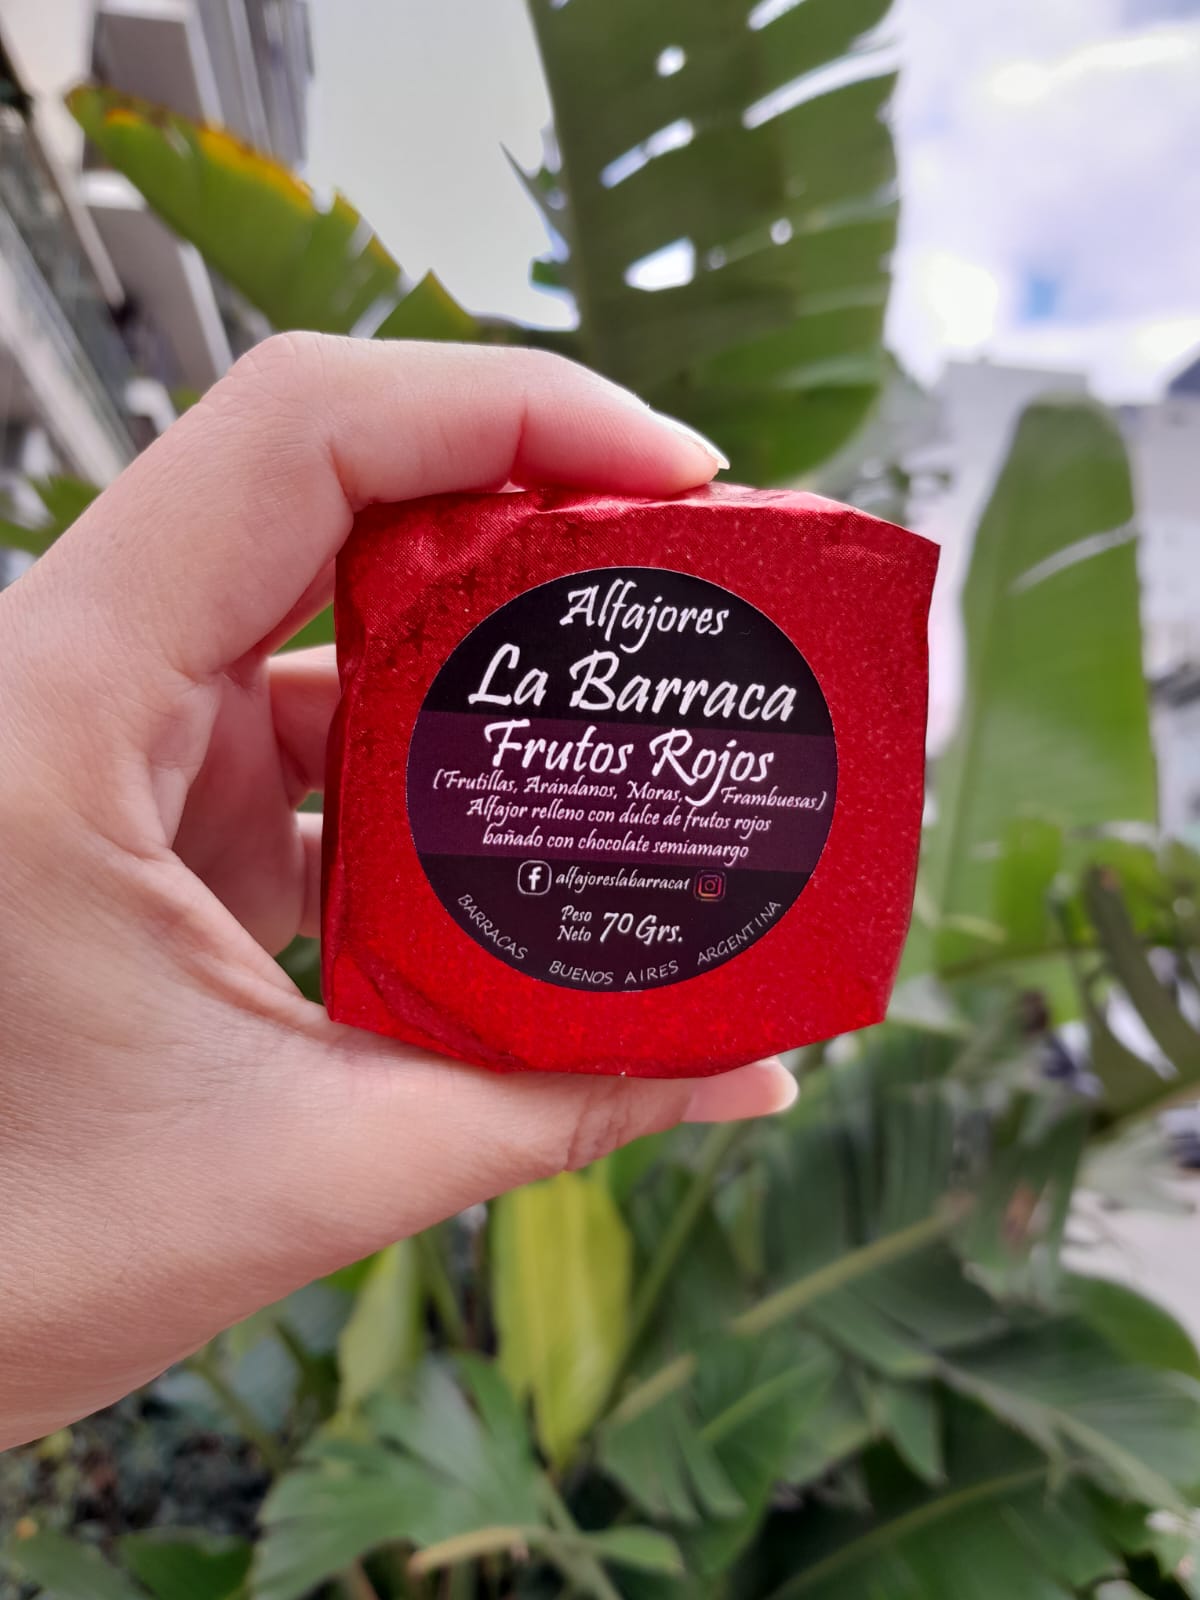 Alfajores
La Barraca
Frutos Rojos
(Frutillas, Arándanos, Moras, Frambuesas)
Alfajor relleno con dulce de frutos rojos
bañado con chocolate semiamargo
alfajoreslabarraca1
Peso Neto 70 Grs.
BARRACAS BUENOS AIRES ARGENTINA